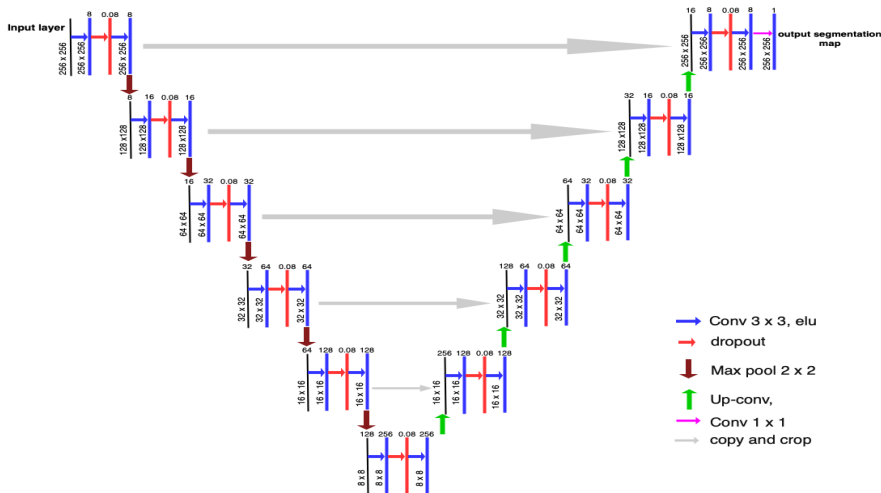 8 0.08 8
Input layer
256 x 256
256 x 256
256 x 256
8 16 0.08 16
128 x128
128 x128
128 x128
16 32 0.08 32
64 x 64
64 x 64
64 x 64
32 64 0.08 64
32 x 32
32 x 32
32 x 32
64 128 0.08 128
16 x 16
16 x 16
16 x 16
128 256 0.08 256
8 x 8
8 x 8
8 x 8
256 128 0.08 128
16 x 16
16 x 16
16 x 16
128 64 0.08 64
32 x 32
32 x 32
32 x 32
64 32 0.08 32
64 x 64
64 x 64
64 x 64
32 16 0.08 16
128 x128
128 x128
128 x128
16 8 0.08 8 1
256 x 256
256 x 256
256 x 256
256 x 256
output segmentation
map
Conv 3 x 3, elu
dropout
Max pool 2 x 2
Up-conv,
Conv 1 x 1
copy and crop